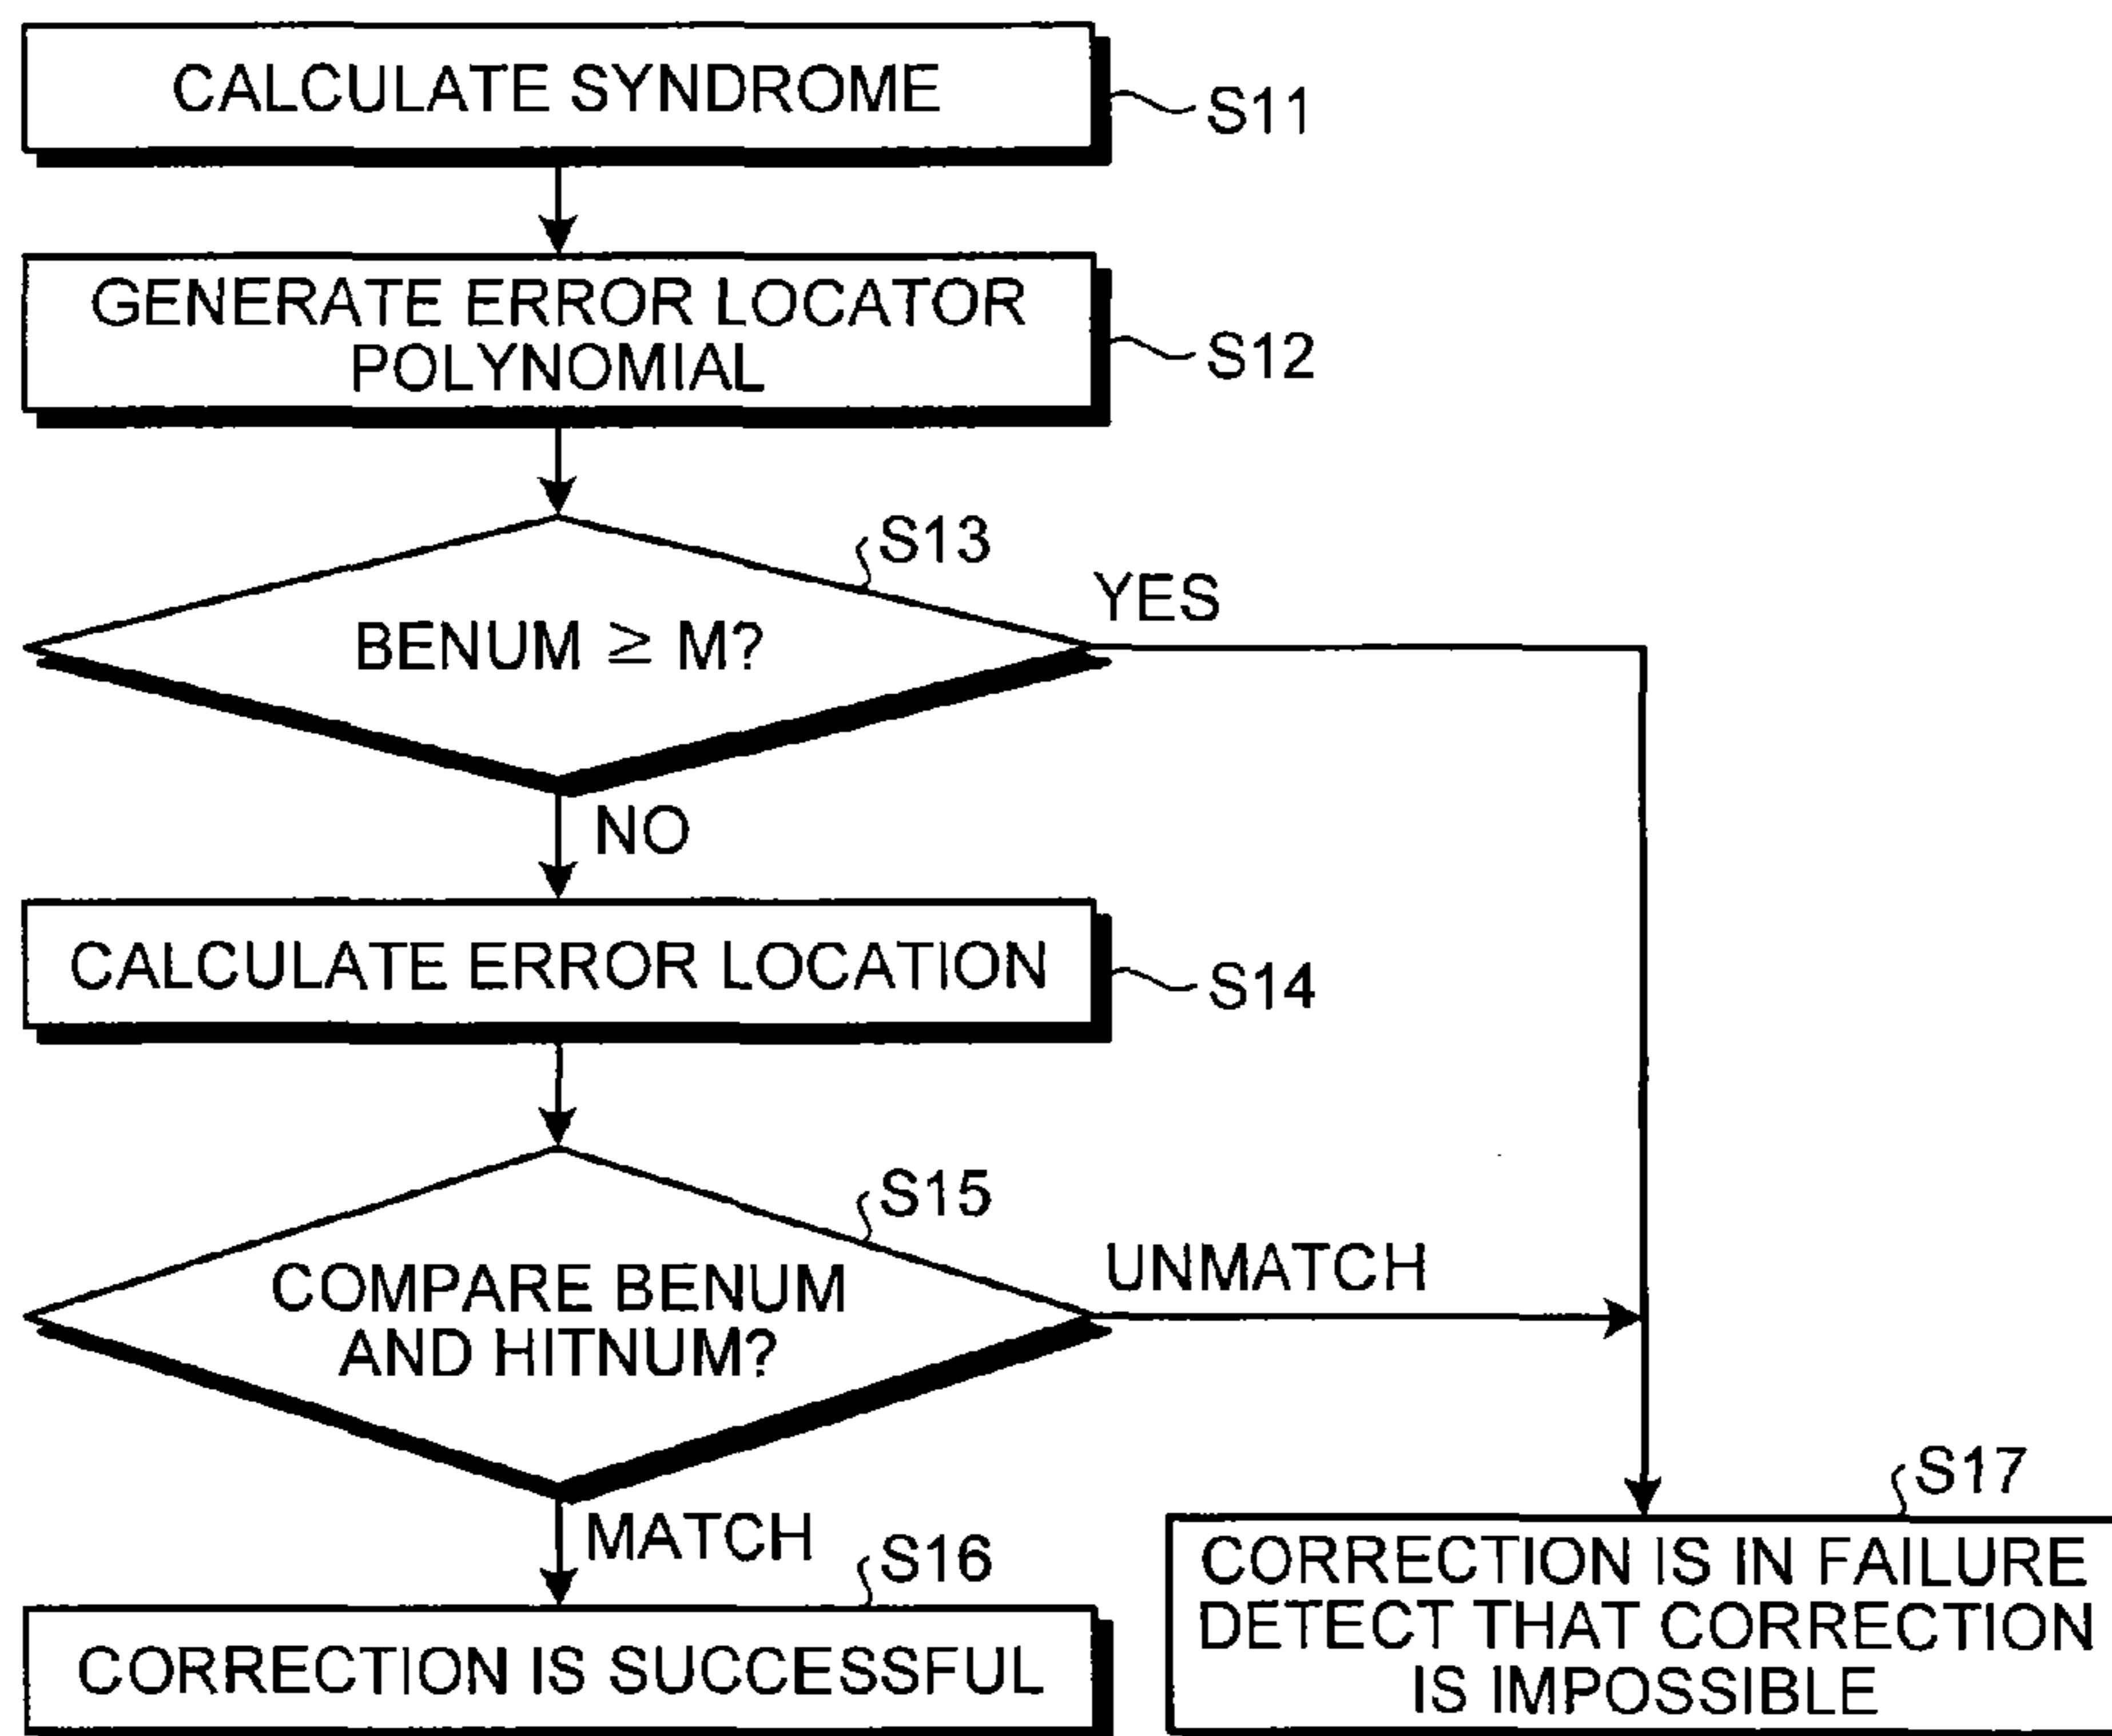 CALCULATE SYNDROME
S11
GENERATE ERROR LOCATOR
POLYNOMIAL
S12
S13
BENUM ≥ M?
YES
NO
CALCULATE ERROR LOCATION
S14
S15
COMPARE BENUM
AND HITNUM?
UNMATCH
MATCH
S16
CORRECTION IS SUCCESSFUL
S17
CORRECTION IS IN FAILURE
DETECT THAT CORRECTION
IS IMPOSSIBLE